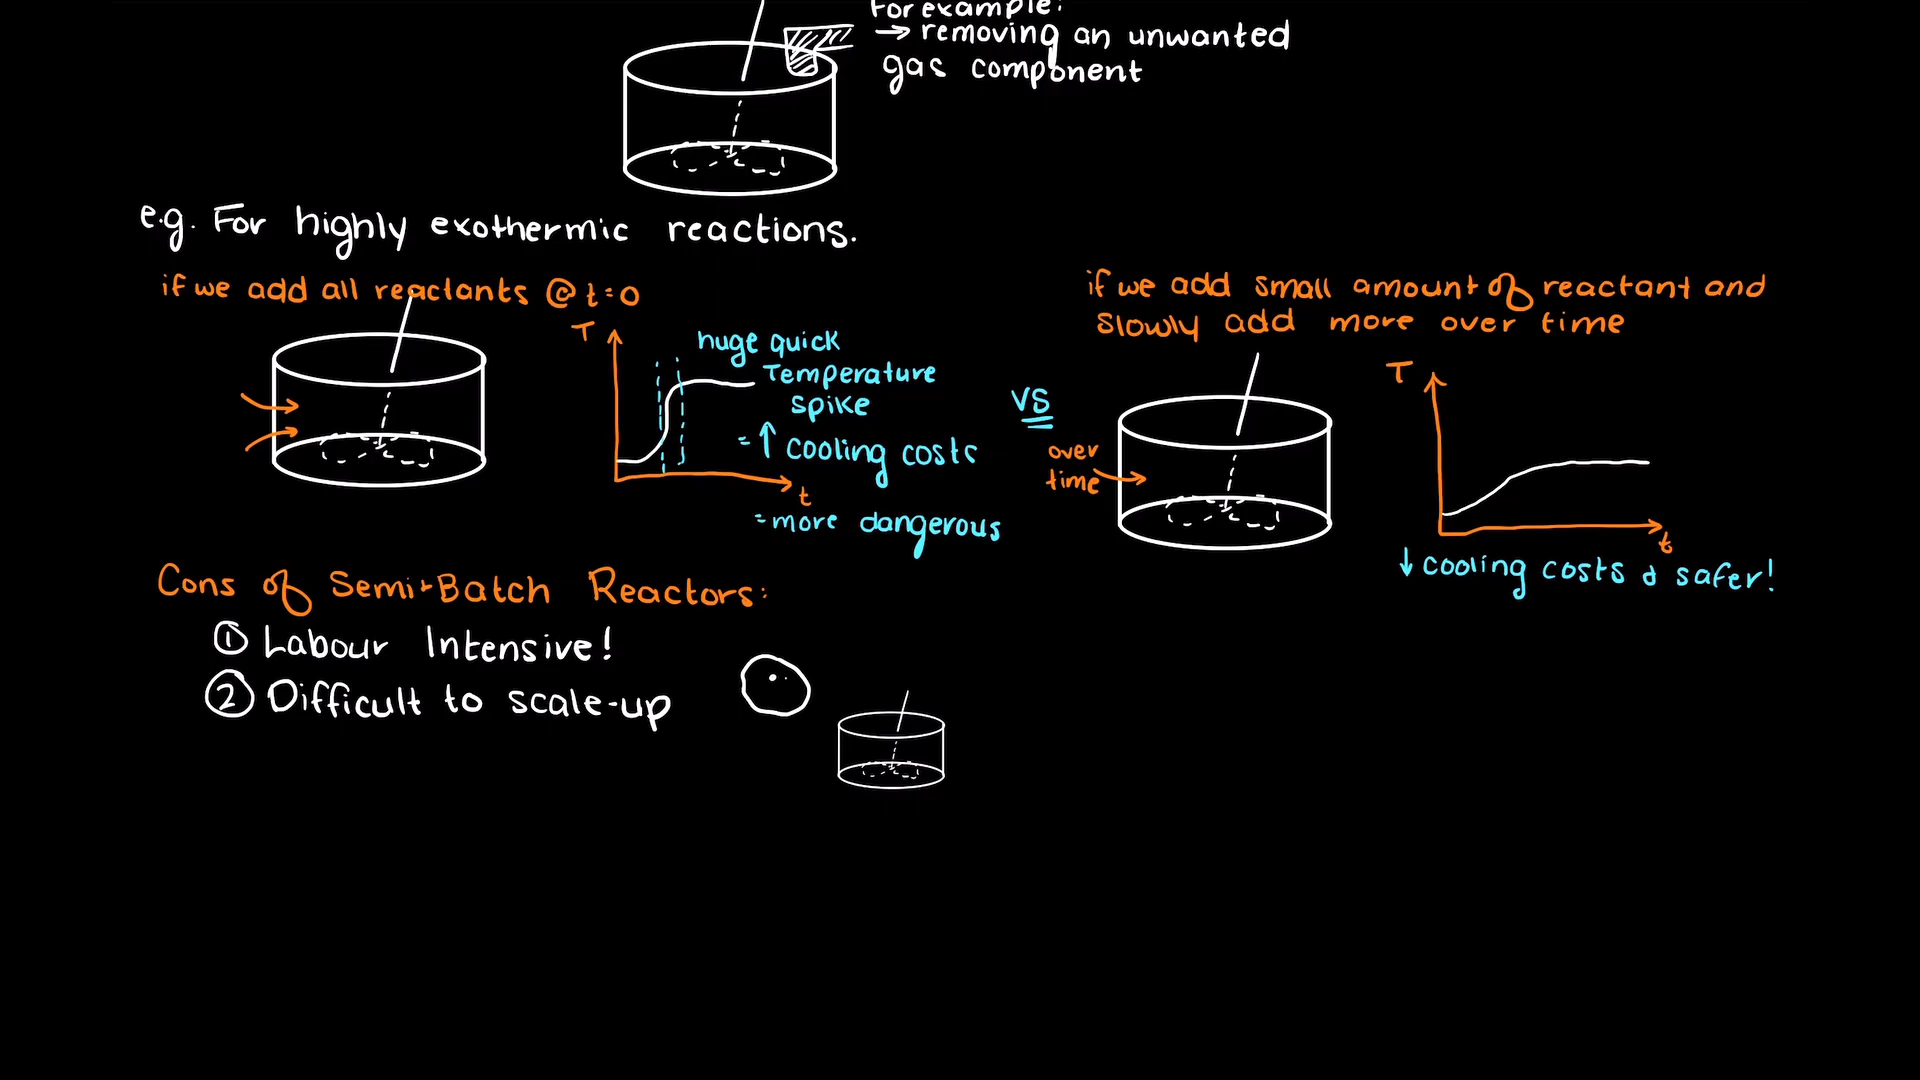 For example:
→ removing an unwanted
gas component
e.g. For highly exothermic reactions.
if we add all reactants @ t=0
T
huge quick
Temperature
spike
= ↑ cooling costs
t
= more dangerous
VS
if we add small amount of reactant and
slowly add more over time
over
time
T
t
↓ cooling costs & safer!
Cons of Semi-Batch Reactors:
① Labour Intensive!
② Difficult to scale-up